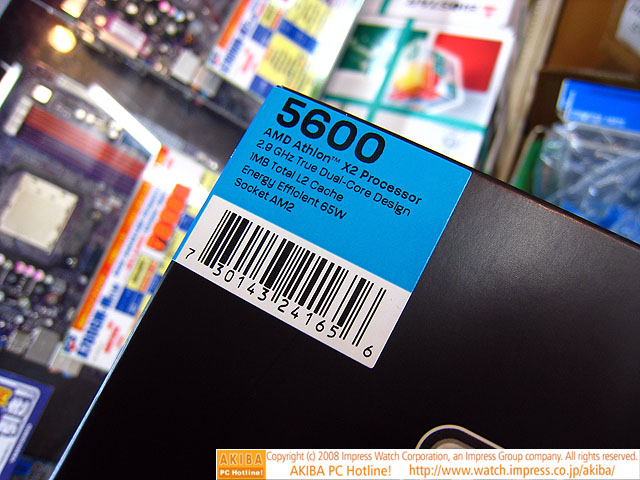 5600
AMD Athlon™ X2 Processor
2.9 GHz True Dual-Core Design
1MB Total L2 Cache
Energy Efficient 65W
Socket AM2
7 30143 24165 6
AKIBA
PC Hotline!
Copyright (c) 2008 Impress Watch Corporation, an Impress Group company. All rights reserved.
AKIBA PC Hotline! http://www.watch.impress.co.jp/akiba/